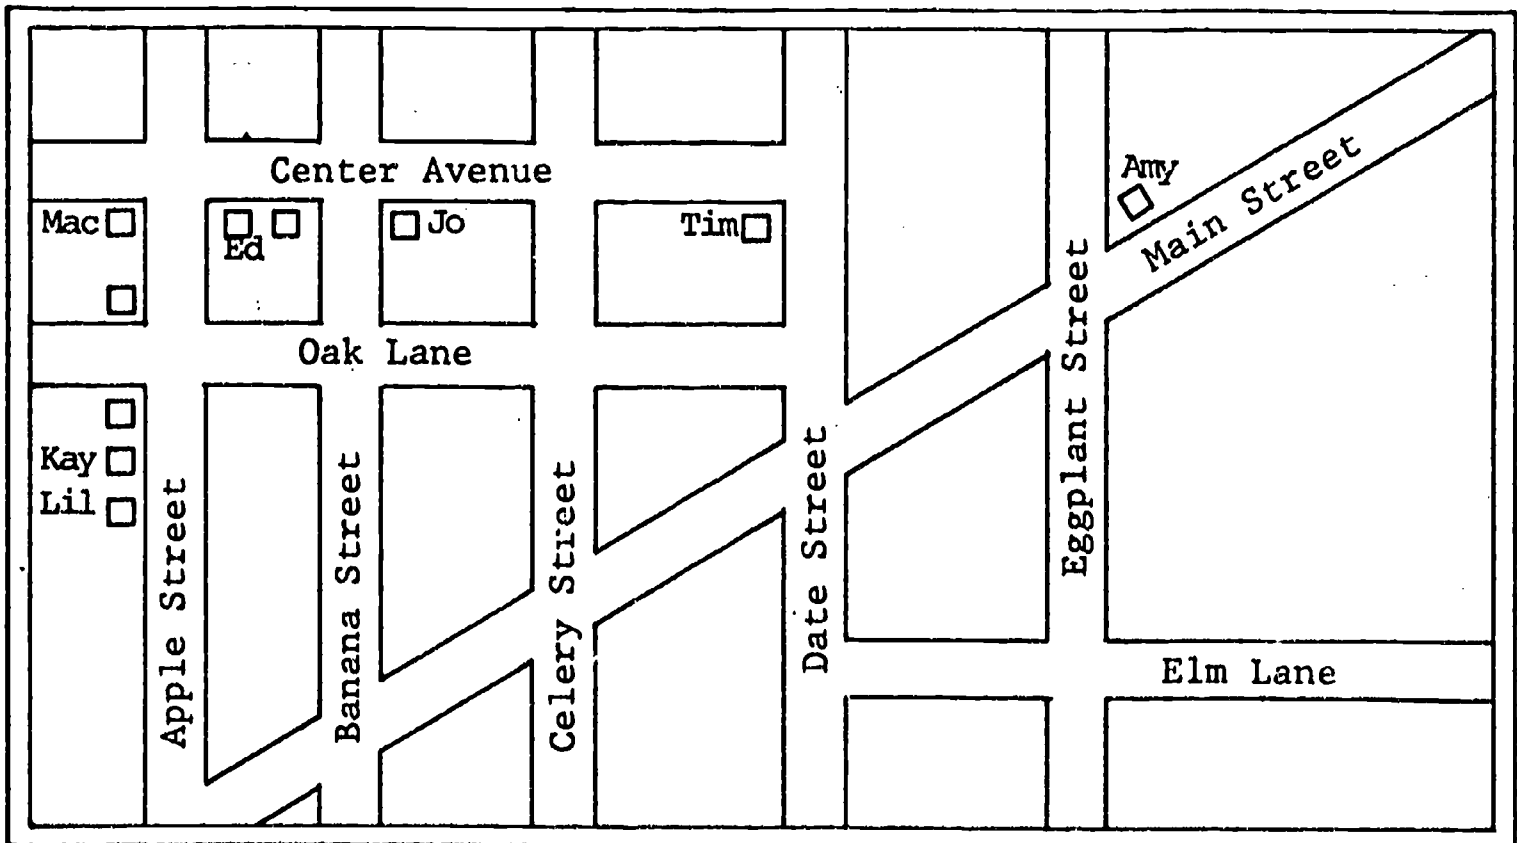 Center Avenue
Amy
Main Street
Mac
Ed
Jo
Tim
Oak Lane
Kay
Lil
Apple Street
Banana Street
Celery Street
Date Street
Eggplant Street
Elm Lane